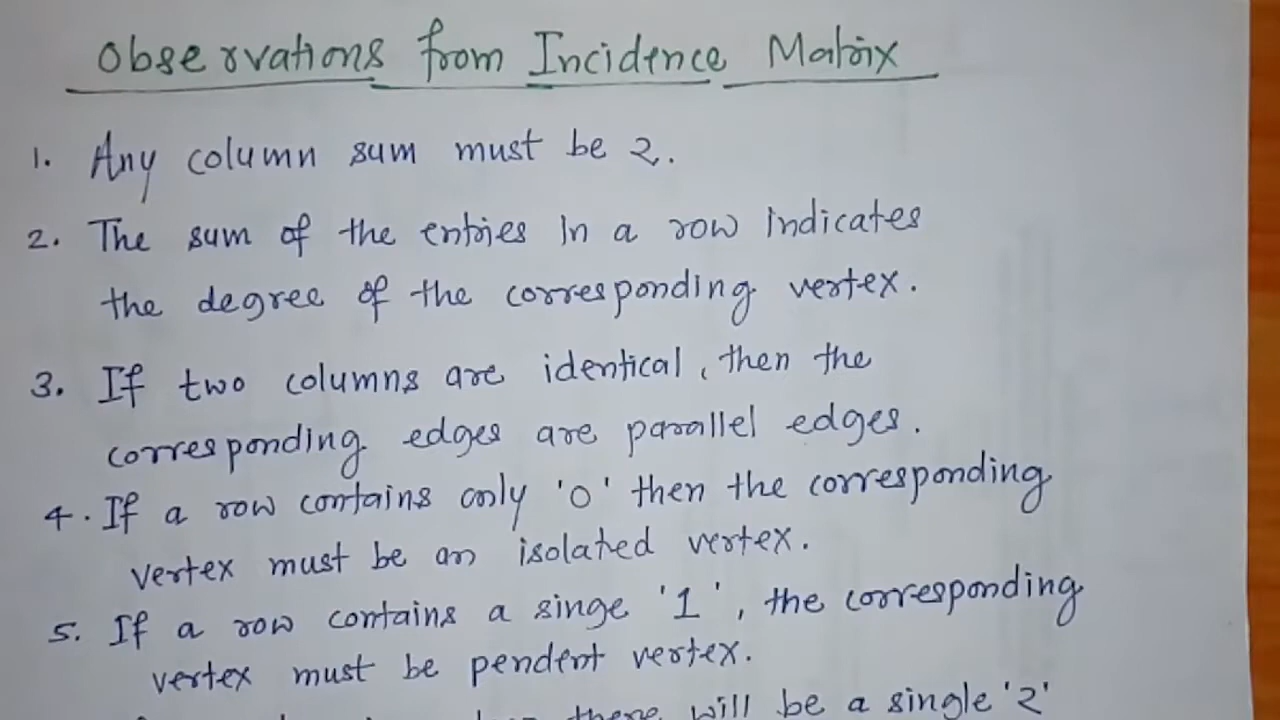 Observations from Incidence Matrix
1. Any column sum must be 2.
2. The sum of the entries in a row indicates
the degree of the corresponding vertex.
3. If two columns are identical, then the
corresponding edges are parallel edges.
4. If a row contains only '0' then the corresponding
vertex must be an isolated vertex.
5. If a row contains a singe '1', the corresponding
vertex must be pendent vertex.
there will be a single '2'